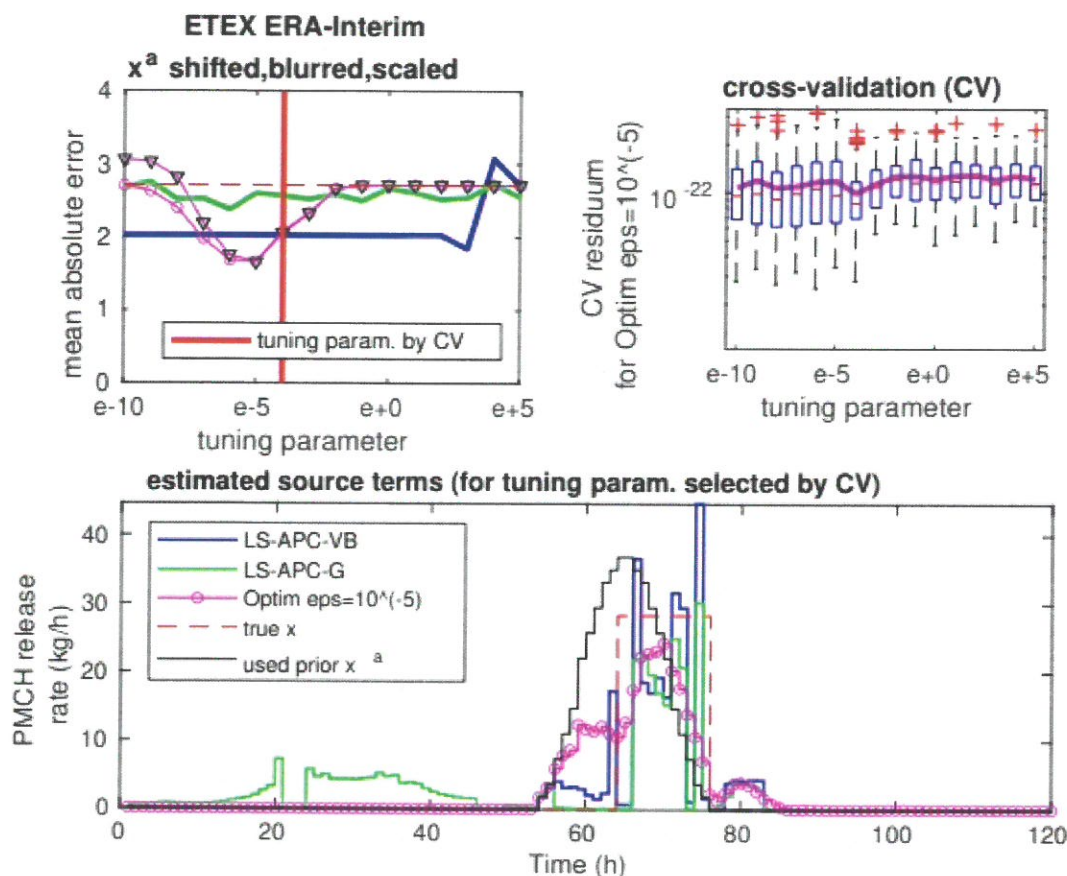 ETEX ERA-Interim
x^a shifted,blurred,scaled
4
3
2
1
0
mean absolute error
tuning param. by CV
e-10 e-5 e+0 e+5
tuning parameter
cross-validation (CV)
CV residuum
for Optim eps=10^(-5)
10^-22
e-10 e-5 e+0 e+5
tuning parameter
estimated source terms (for tuning param. selected by CV)
PMCH release
rate (kg/h)
40
30
20
10
0
LS-APC-VB
LS-APC-G
Optim eps=10^(-5)
true x
used prior x^a
0 20 40 60 80 100 120
Time (h)